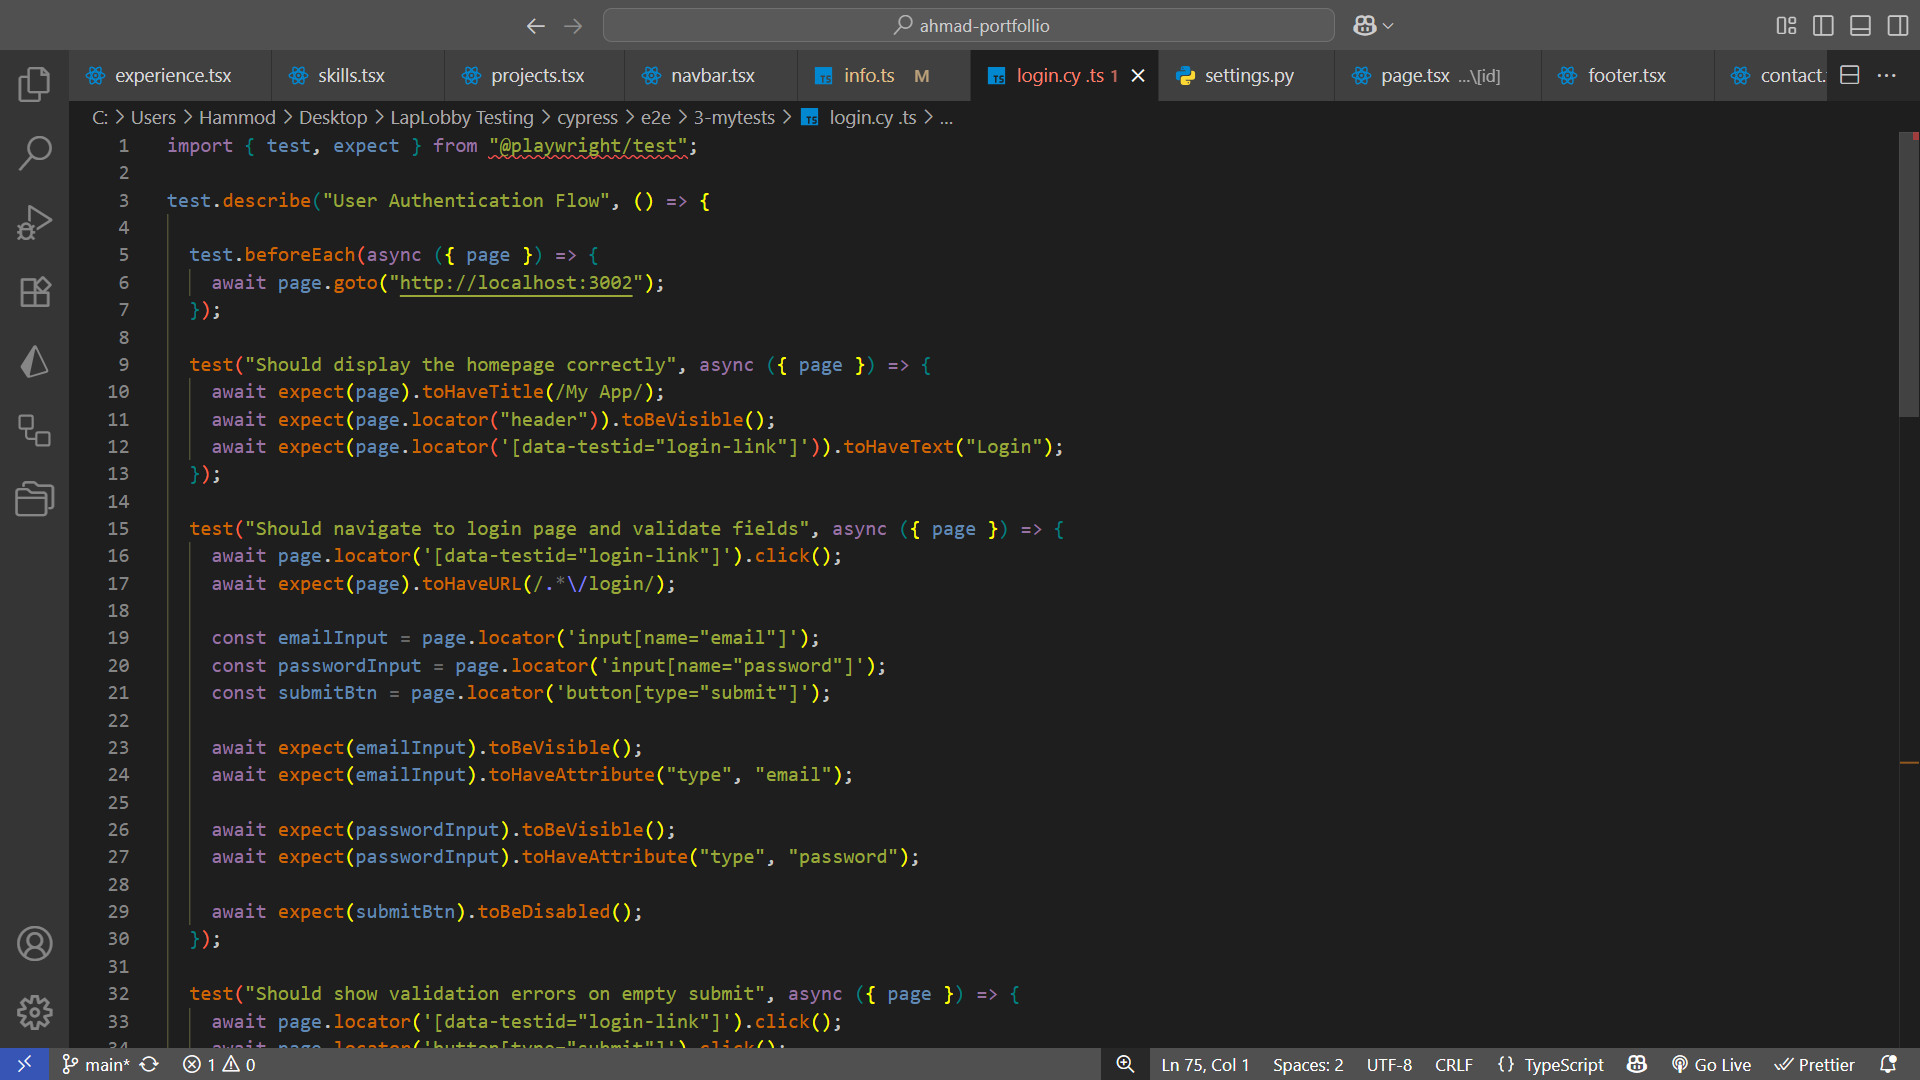 ahmad-portfollio
experience.tsx
skills.tsx
projects.tsx
navbar.tsx
TS info.ts M
TS login.cy .ts 1
settings.py
page.tsx ...\[id]
footer.tsx
contact.
C: > Users > Hammod > Desktop > LapLobby Testing > cypress > e2e > 3-mytests > TS login.cy .ts > ...
1 import { test, expect } from "@playwright/test";
2
3 test.describe("User Authentication Flow", () => {
4
5   test.beforeEach(async ({ page }) => {
6     await page.goto("http://localhost:3002");
7   });
8
9   test("Should display the homepage correctly", async ({ page }) => {
10     await expect(page).toHaveTitle(/My App/);
11     await expect(page.locator("header")).toBeVisible();
12     await expect(page.locator('[data-testid="login-link"]')).toHaveText("Login");
13   });
14
15   test("Should navigate to login page and validate fields", async ({ page }) => {
16     await page.locator('[data-testid="login-link"]').click();
17     await expect(page).toHaveURL(/.*\/login/);
18
19     const emailInput = page.locator('input[name="email"]');
20     const passwordInput = page.locator('input[name="password"]');
21     const submitBtn = page.locator('button[type="submit"]');
22
23     await expect(emailInput).toBeVisible();
24     await expect(emailInput).toHaveAttribute("type", "email");
25
26     await expect(passwordInput).toBeVisible();
27     await expect(passwordInput).toHaveAttribute("type", "password");
28
29     await expect(submitBtn).toBeDisabled();
30   });
31
32   test("Should show validation errors on empty submit", async ({ page }) => {
33     await page.locator('[data-testid="login-link"]').click();
34     await page.locator('button[type="submit"]').click();
main* 1 0 Ln 75, Col 1 Spaces: 2 UTF-8 CRLF {} TypeScript Go Live Prettier